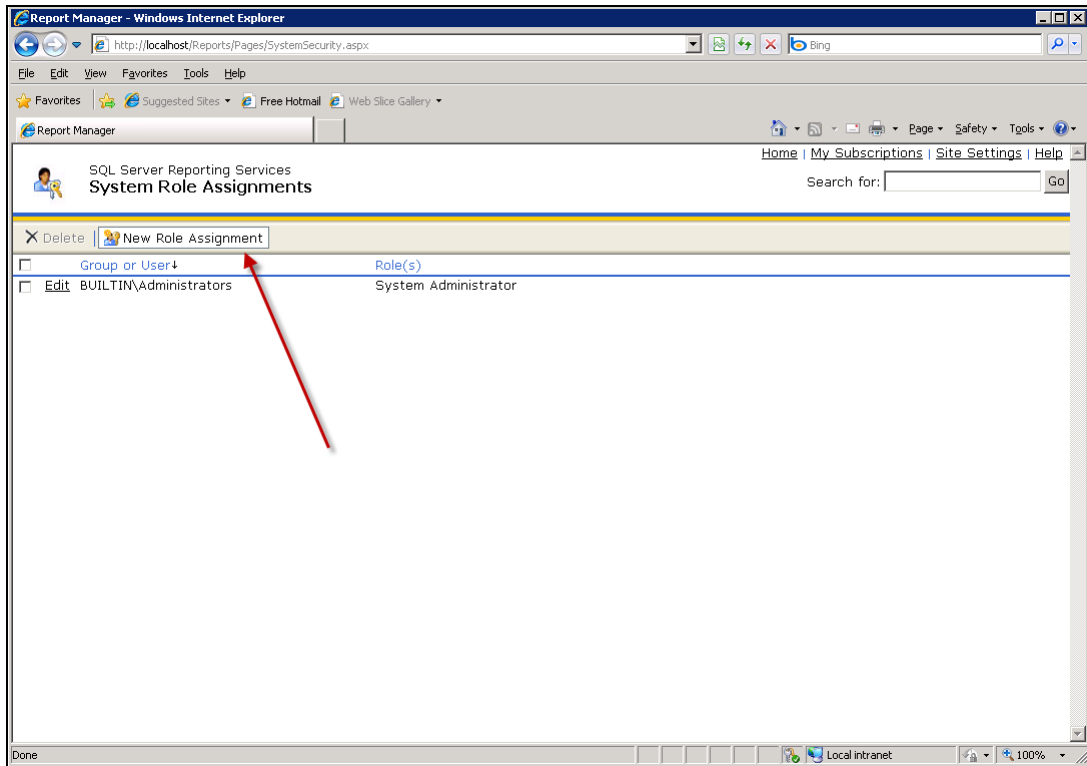 Report Manager - Windows Internet Explorer
http://localhost/Reports/Pages/SystemSecurity.aspx
Bing
File Edit View Favorites Tools Help
Favorites Suggested Sites Free Hotmail Web Slice Gallery
Report Manager
Page Safety Tools
Home | My Subscriptions | Site Settings | Help
SQL Server Reporting Services
System Role Assignments
Search for: Go
Delete | New Role Assignment
Group or User↓ Role(s)
Edit BUILTIN\Administrators System Administrator
Done Local intranet 100%